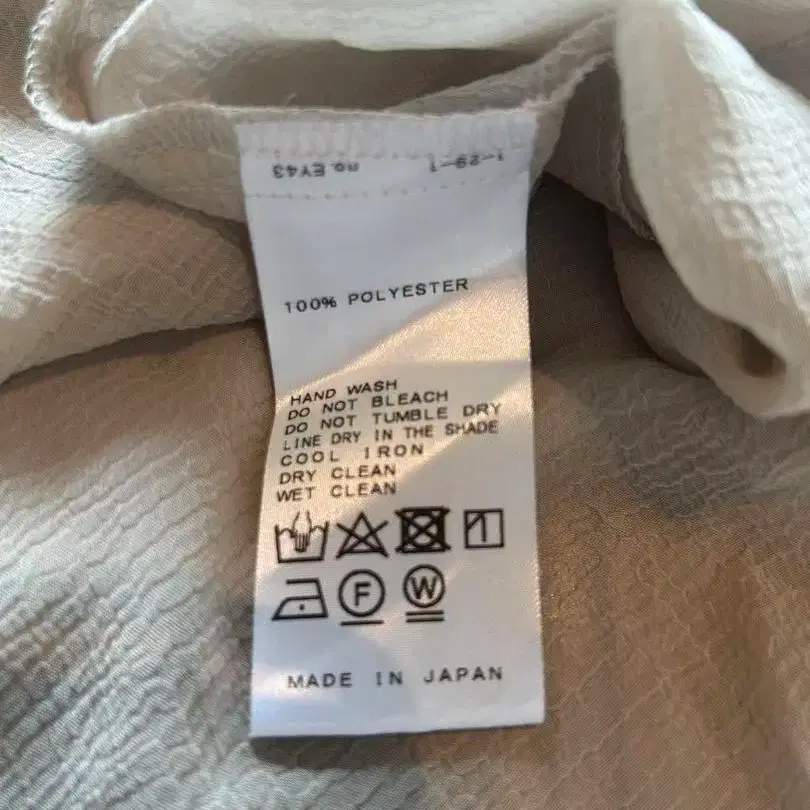 no. EY43 1-29-1
100% POLYESTER
HAND WASH
DO NOT BLEACH
DO NOT TUMBLE DRY
LINE DRY IN THE SHADE
COOL IRON
DRY CLEAN
WET CLEAN
F W
MADE IN JAPAN